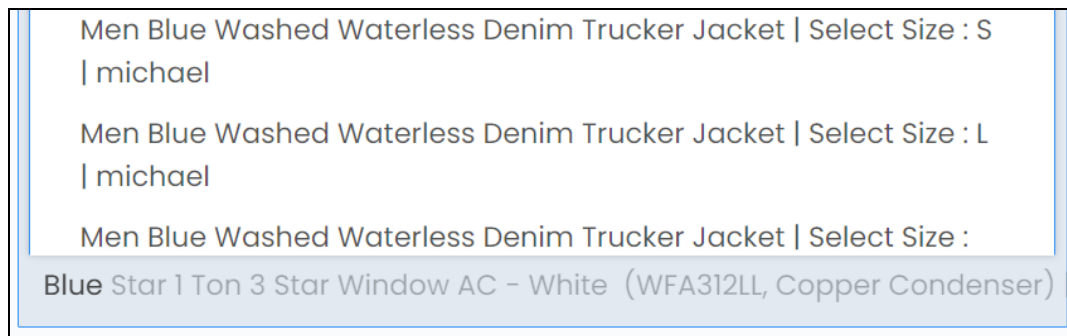 Men Blue Washed Waterless Denim Trucker Jacket | Select Size : S
| michael
Men Blue Washed Waterless Denim Trucker Jacket | Select Size : L
| michael
Men Blue Washed Waterless Denim Trucker Jacket | Select Size :
Blue Star 1 Ton 3 Star Window AC - White  (WFA312LL, Copper Condenser) |